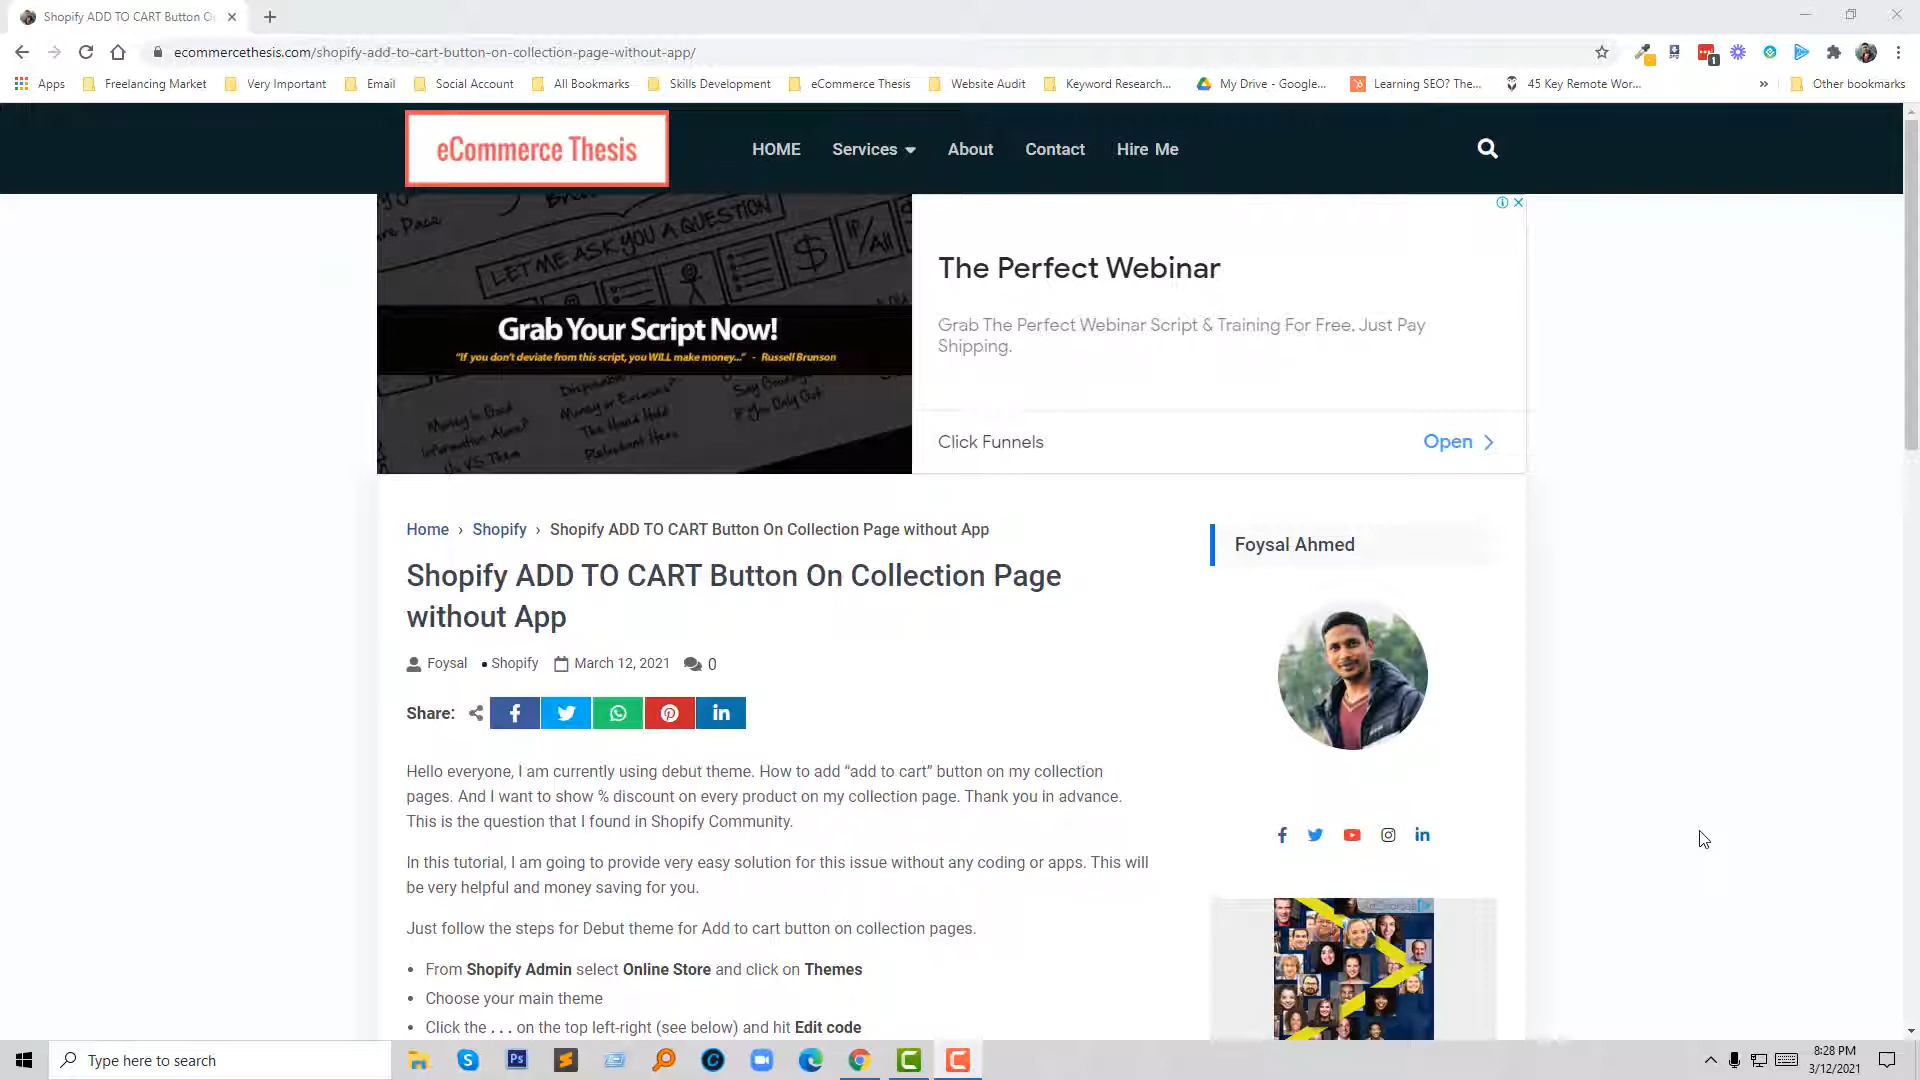 Shopify ADD TO CART Button O
ecommercethesis.com/shopify-add-to-cart-button-on-collection-page-without-app/
1
Apps Freelancing Market Very Important Email Social Account All Bookmarks Skills Development eCommerce Thesis Website Audit Keyword Research... My Drive - Google... Learning SEO? The... 45 Key Remote Wor... » Other bookmarks
eCommerce Thesis HOME Services About Contact Hire Me
LET ME ASK YOU A QUESTION
Grab Your Script Now!
"If you don't deviate from this script, you WILL make money..." - Russell Brunson
The Perfect Webinar
Grab The Perfect Webinar Script & Training For Free. Just Pay
Shipping.
Click Funnels Open
Home › Shopify › Shopify ADD TO CART Button On Collection Page without App
Shopify ADD TO CART Button On Collection Page
without App
Foysal • Shopify March 12, 2021 0
Share:
Hello everyone, I am currently using debut theme. How to add “add to cart” button on my collection
pages. And I want to show % discount on every product on my collection page. Thank you in advance.
This is the question that I found in Shopify Community.
In this tutorial, I am going to provide very easy solution for this issue without any coding or apps. This will
be very helpful and money saving for you.
Just follow the steps for Debut theme for Add to cart button on collection pages.
• From Shopify Admin select Online Store and click on Themes
• Choose your main theme
• Click the . . . on the top left-right (see below) and hit Edit code
Foysal Ahmed
Type here to search
Ps
8:28 PM
3/12/2021